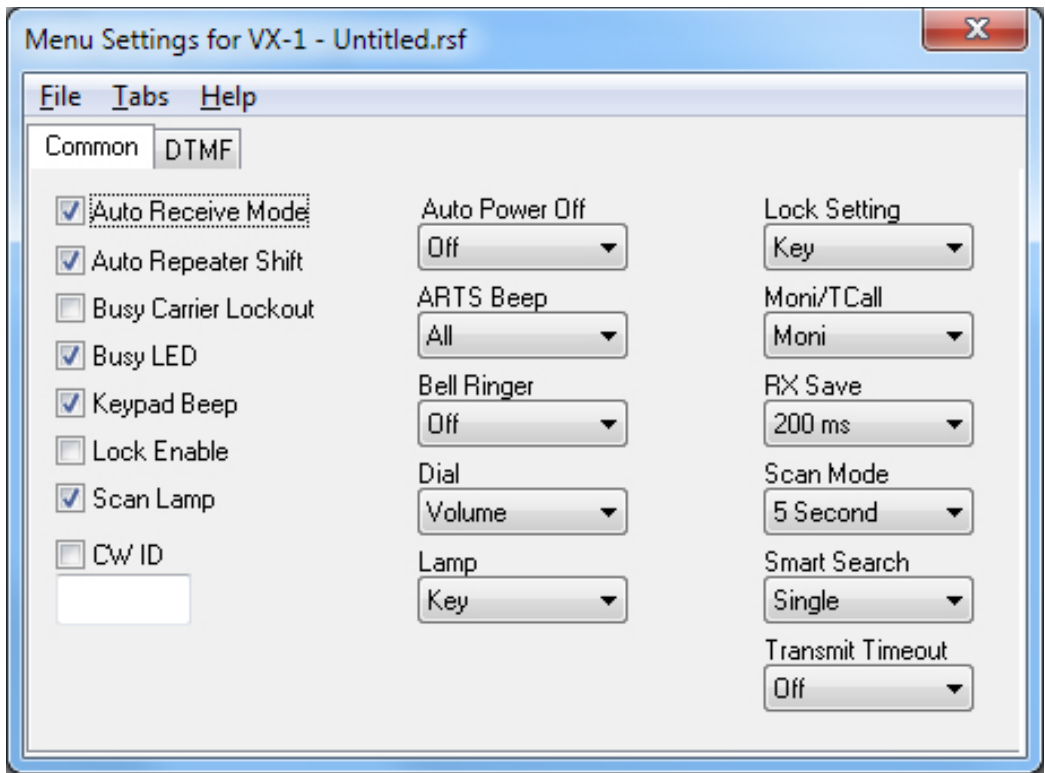 Menu Settings for VX-1 - Untitled.rsf
File Tabs Help
Common DTMF
Auto Receive Mode
Auto Repeater Shift
Busy Carrier Lockout
Busy LED
Keypad Beep
Lock Enable
Scan Lamp
CW ID
Auto Power Off
Off
ARTS Beep
All
Bell Ringer
Off
Dial
Volume
Lamp
Key
Lock Setting
Key
Moni/TCall
Moni
RX Save
200 ms
Scan Mode
5 Second
Smart Search
Single
Transmit Timeout
Off